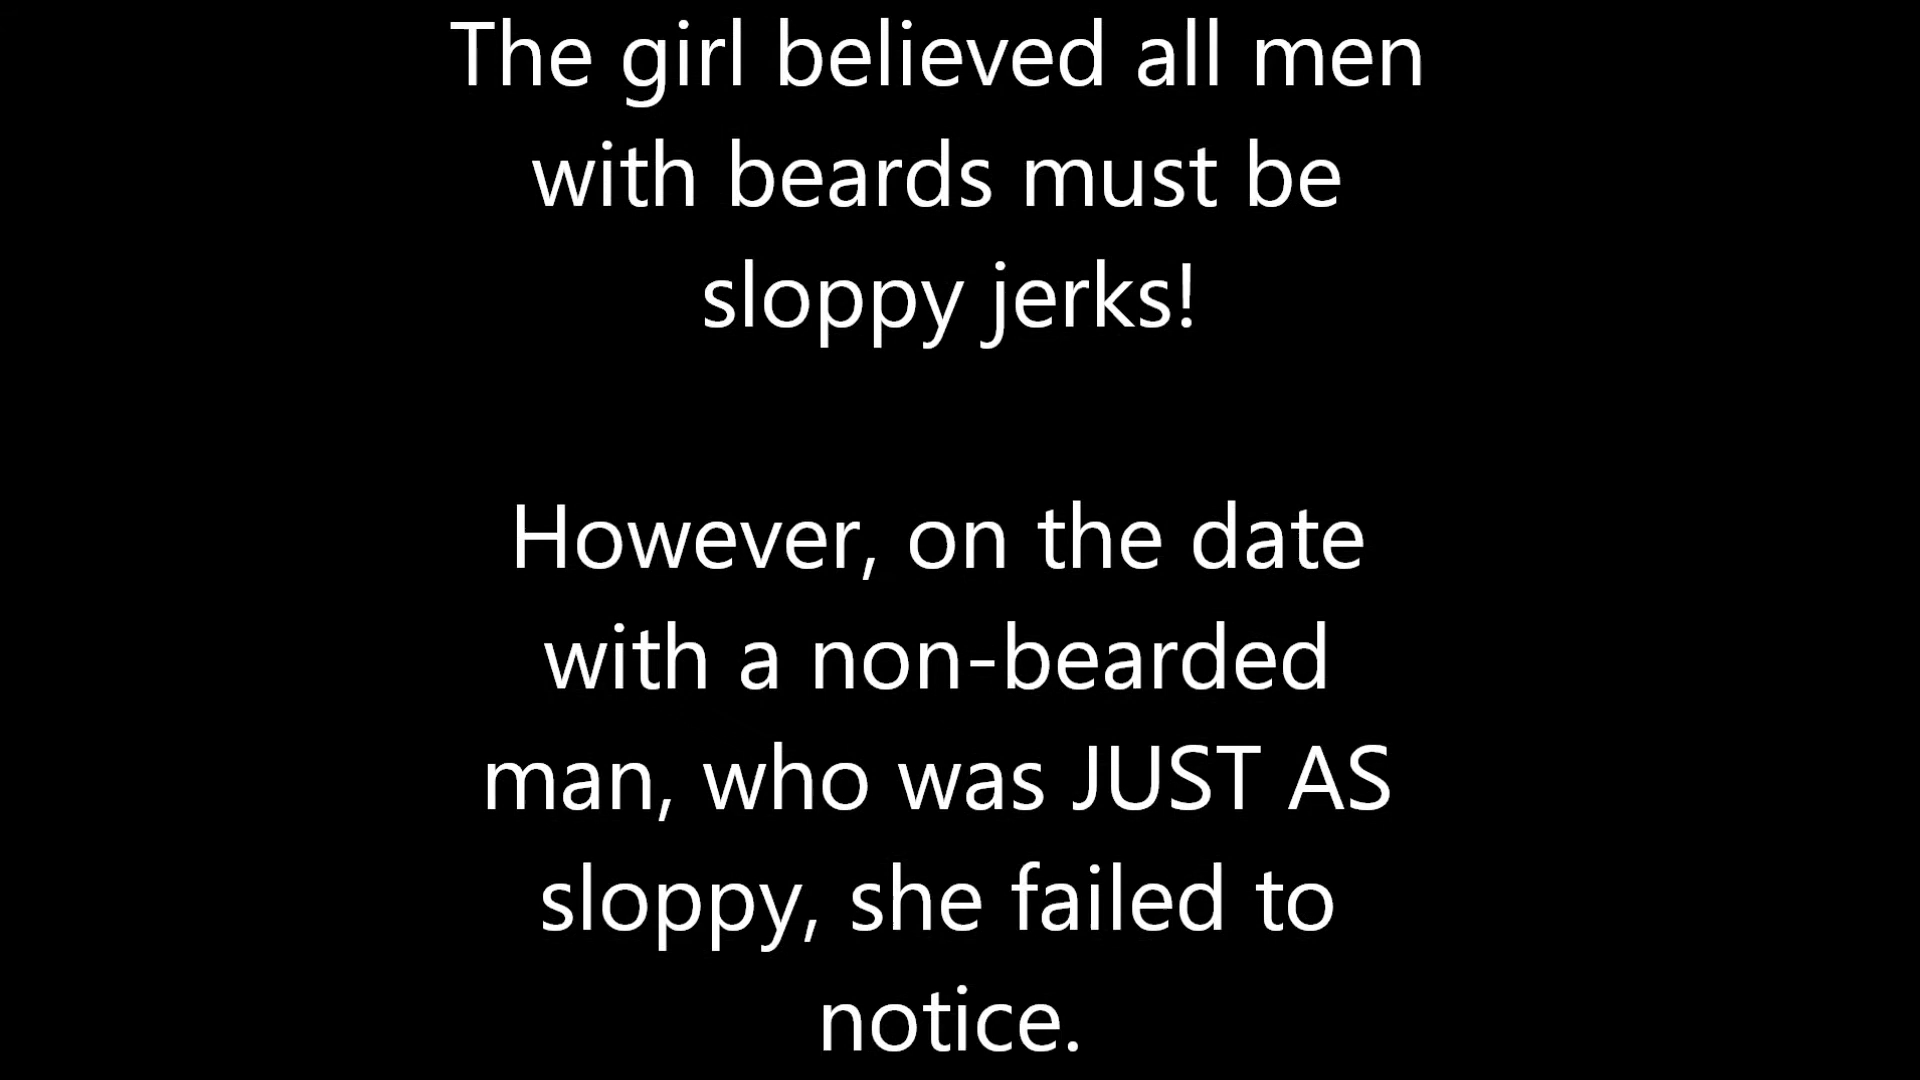 The girl believed all men
with beards must be
sloppy jerks!
However, on the date
with a non-bearded
man, who was JUST AS
sloppy, she failed to
notice.